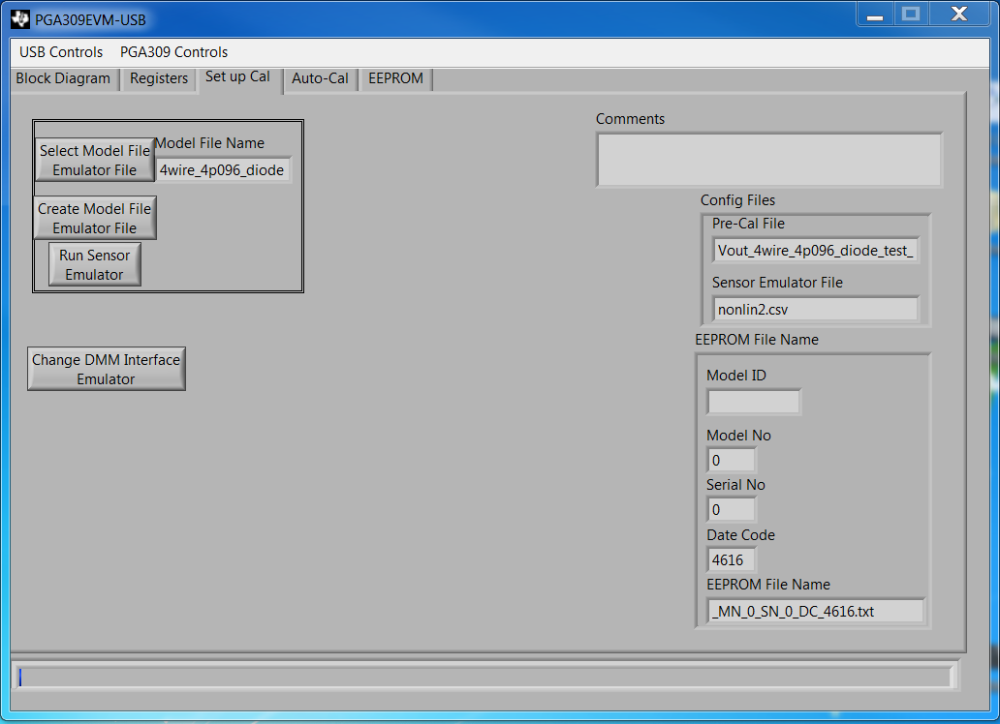 PGA309EVM-USB
USB Controls PGA309 Controls
Block Diagram Registers Set up Cal Auto-Cal EEPROM
Select Model File
Emulator File
Model File Name
4wire_4p096_diode
Create Model File
Emulator File
Run Sensor
Emulator
Change DMM Interface
Emulator
Comments
Config Files
Pre-Cal File
Vout_4wire_4p096_diode_test_
Sensor Emulator File
nonlin2.csv
EEPROM File Name
Model ID
Model No
0
Serial No
0
Date Code
4616
EEPROM File Name
_MN_0_SN_0_DC_4616.txt